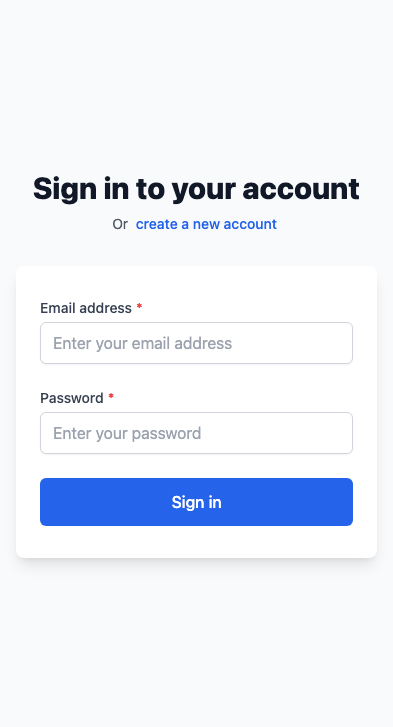 Sign in to your account
Or create a new account
Email address *
Enter your email address
Password *
Enter your password
Sign in